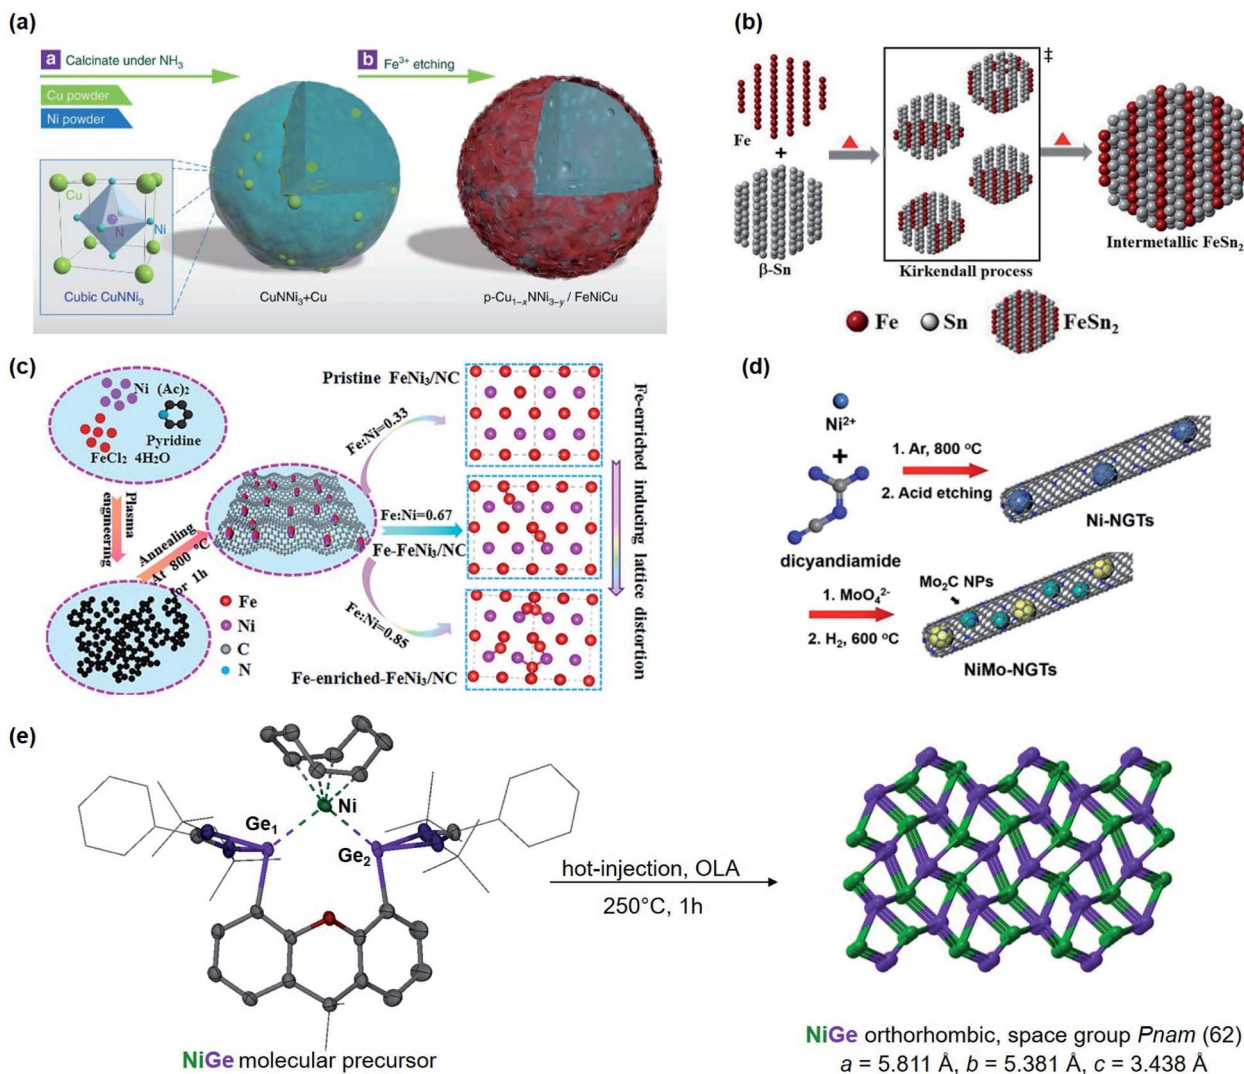 (a)
a Calcinate under NH₃
b Fe³⁺ etching
Cu powder
Ni powder
Cu
N
Ni
Cubic CuNNi₃
CuNNi₃+Cu
p-Cu₁₋ₓNNi₃₋ᵧ / FeNiCu
(b)
Fe
+
β-Sn
‡
Kirkendall process
Intermetallic FeSn₂
Fe
Sn
FeSn₂
(c)
Ni (Ac)₂
Pyridine
FeCl₂ 4H₂O
Plasma
engineering
Annealing
At 800 °C
for 1h
Fe
Ni
C
N
Pristine FeNi₃/NC
Fe:Ni=0.33
Fe:Ni=0.67
Fe-FeNi₃/NC
Fe:Ni=0.85
Fe-enriched-FeNi₃/NC
Fe-enriched inducing lattice distortion
(d)
Ni²⁺
+
dicyandiamide
1. Ar, 800 °C
2. Acid etching
Ni-NGTs
1. MoO₄²⁻
2. H₂, 600 °C
Mo₂C NPs
NiMo-NGTs
(e)
Ni
Ge₁
Ge₂
NiGe molecular precursor
hot-injection, OLA
250°C, 1h
NiGe orthorhombic, space group Pnam (62)
a = 5.811 Å, b = 5.381 Å, c = 3.438 Å